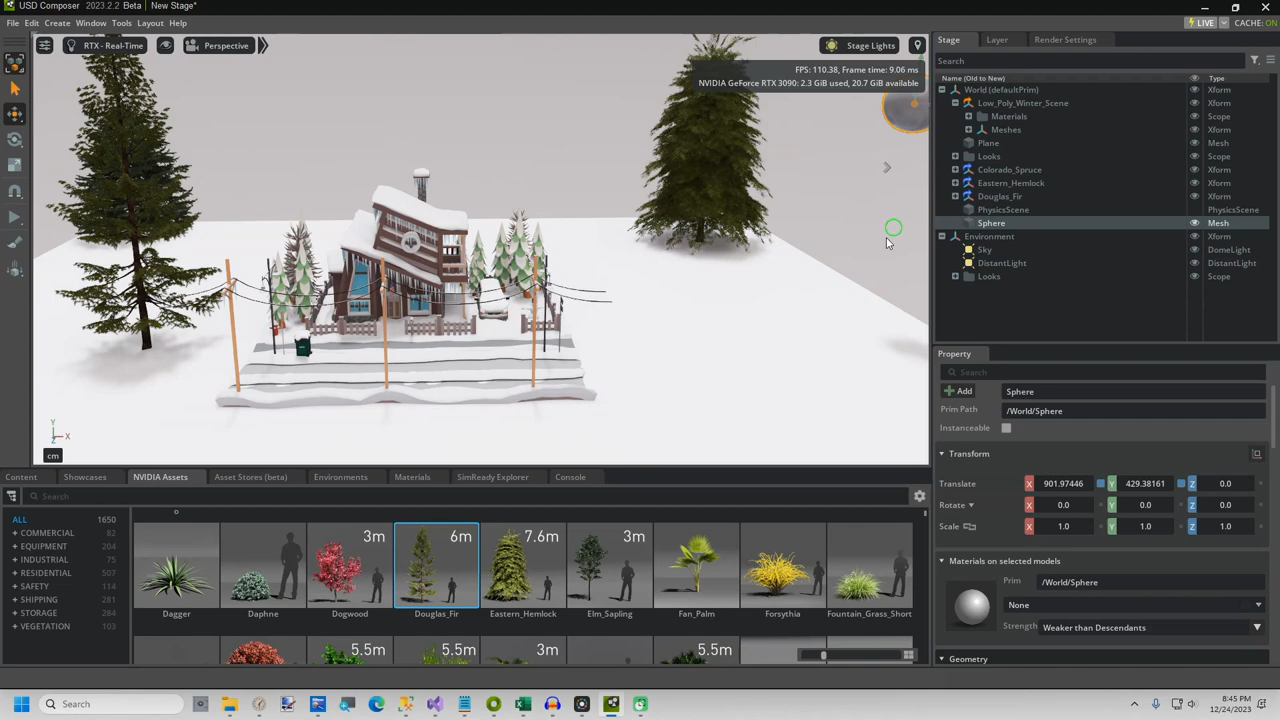 USD Composer 2023.2.2 Beta New Stage*
File Edit Create Window Tools Layout Help
LIVE CACHE: ON
RTX - Real-Time Perspective Stage Lights
FPS: 110.38, Frame time: 9.06 ms
NVIDIA GeForce RTX 3090: 2.3 GiB used, 20.7 GiB available
Y
X
Z
cm
Stage Layer Render Settings
Search
Name (Old to New) Type
World (defaultPrim) Xform
Low_Poly_Winter_Scene Xform
Materials Scope
Meshes Xform
Plane Mesh
Looks Scope
Colorado_Spruce Xform
Eastern_Hemlock Xform
Douglas_Fir Xform
PhysicsScene PhysicsScene
Sphere Mesh
Environment Xform
Sky DomeLight
DistantLight DistantLight
Looks Scope
Property
Search
Add Sphere
Prim Path /World/Sphere
Instanceable
Transform
Translate X 901.97446 Y 429.38161 Z 0.0
Rotate X 0.0 Y 0.0 Z 0.0
Scale X 1.0 Y 1.0 Z 1.0
Materials on selected models
Prim /World/Sphere
None
Strength Weaker than Descendants
Geometry
Content Showcases NVIDIA Assets Asset Stores (beta) Environments Materials SimReady Explorer Console
Search
ALL 1650
+ COMMERCIAL 82
+ EQUIPMENT 204
+ INDUSTRIAL 71
+ RESIDENTIAL 507
+ SAFETY 114
+ SHIPPING 281
+ STORAGE 284
+ VEGETATION 103
3m 6m 7.6m 3m
Dagger Daphne Dogwood Douglas_Fir Eastern_Hemlock Elm_Sapling Fan_Palm Forsythia Fountain_Grass_Short
5.5m 5.5m 3m 5.5m
Search
8:45 PM
12/24/2023